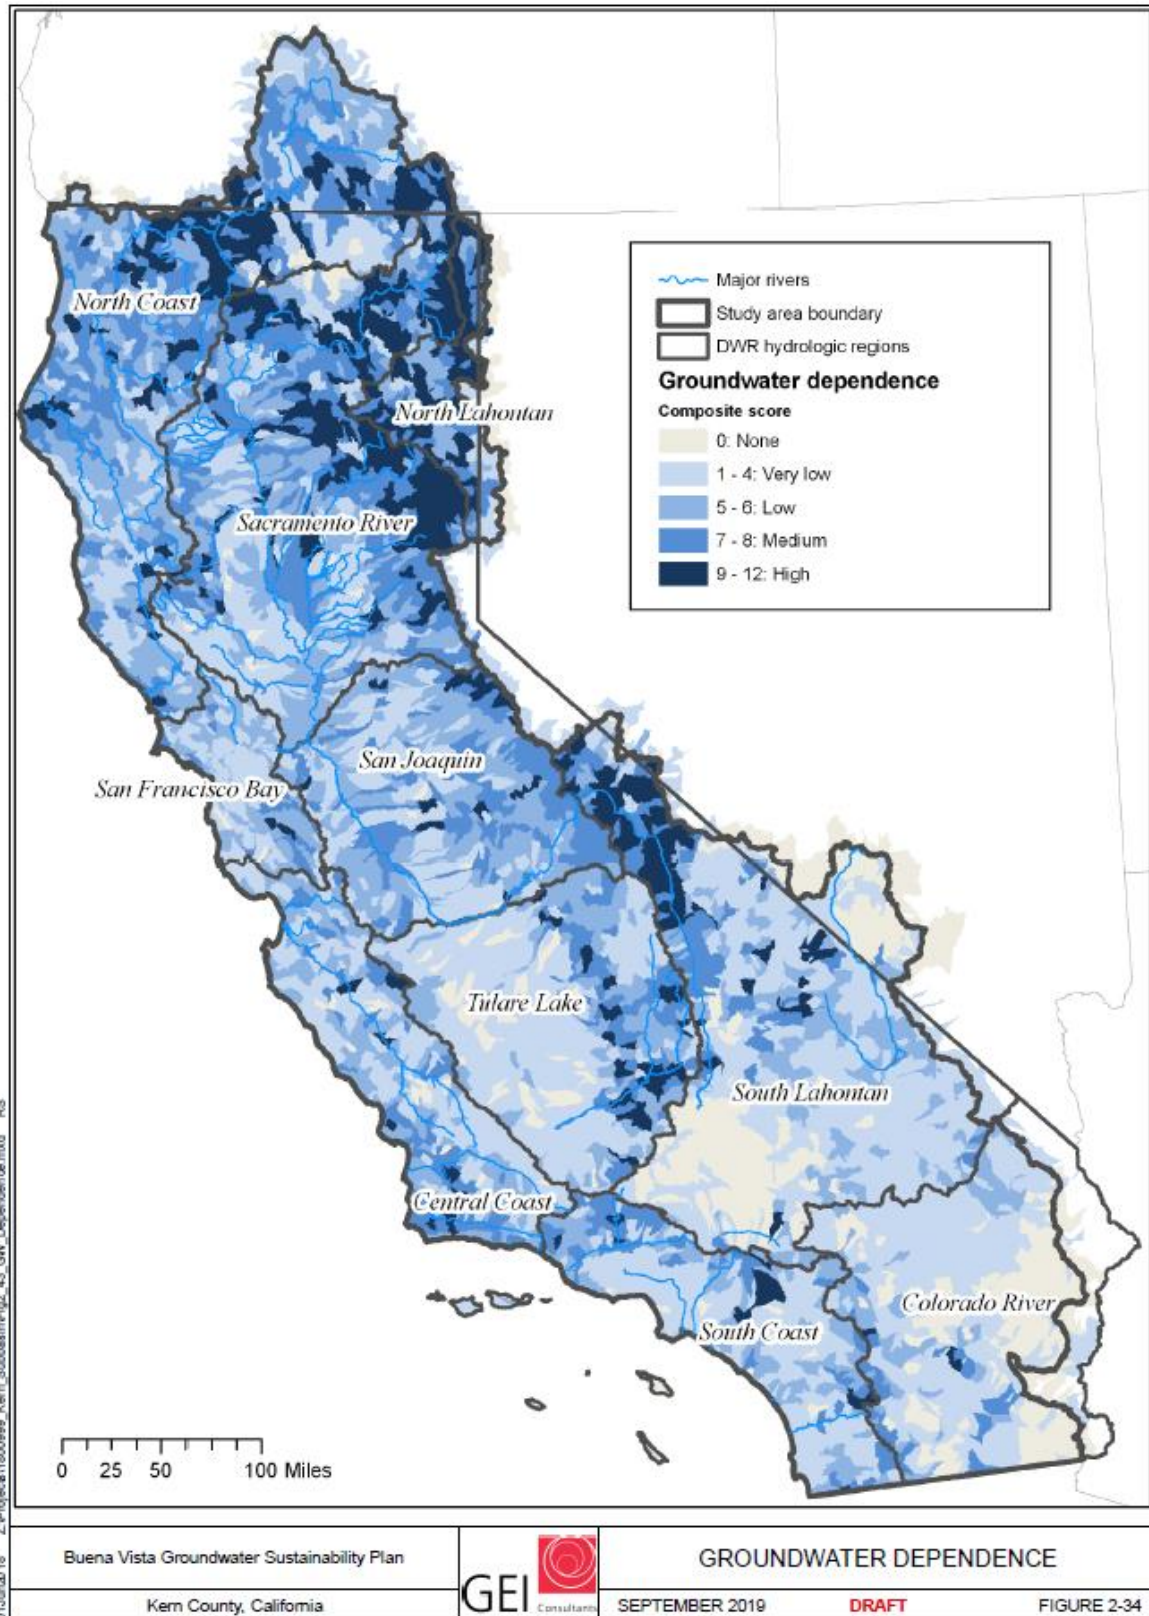 Major rivers
Study area boundary
DWR hydrologic regions
Groundwater dependence
Composite score
0: None
1 - 4: Very low
5 - 6: Low
7 - 8: Medium
9 - 12: High
North Coast
North Lahontan
Sacramento River
San Joaquin
San Francisco Bay
Tulare Lake
South Lahontan
Central Coast
Colorado River
South Coast
0 25 50 100 Miles
Buena Vista Groundwater Sustainability Plan
Kern County, California
GEI Consultants
GROUNDWATER DEPENDENCE
SEPTEMBER 2019 DRAFT FIGURE 2-34